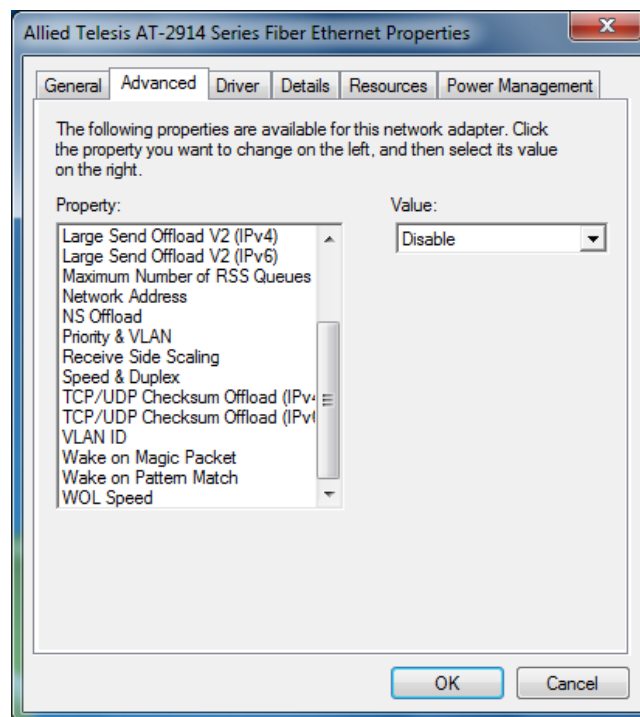 Allied Telesis AT-2914 Series Fiber Ethernet Properties
General Advanced Driver Details Resources Power Management
The following properties are available for this network adapter. Click
the property you want to change on the left, and then select its value
on the right.
Property: Value:
Large Send Offload V2 (IPv4) Disable
Large Send Offload V2 (IPv6)
Maximum Number of RSS Queues
Network Address
NS Offload
Priority & VLAN
Receive Side Scaling
Speed & Duplex
TCP/UDP Checksum Offload (IPv4
TCP/UDP Checksum Offload (IPv
VLAN ID
Wake on Magic Packet
Wake on Pattern Match
WOL Speed
OK Cancel